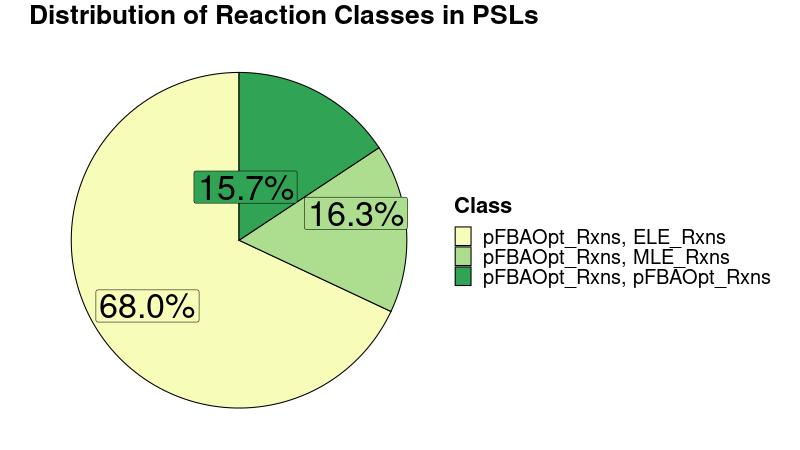 Distribution of Reaction Classes in PSLs
15.7%
16.3%
68.0%
Class
pFBAOpt_Rxns, ELE_Rxns
pFBAOpt_Rxns, MLE_Rxns
pFBAOpt_Rxns, pFBAOpt_Rxns